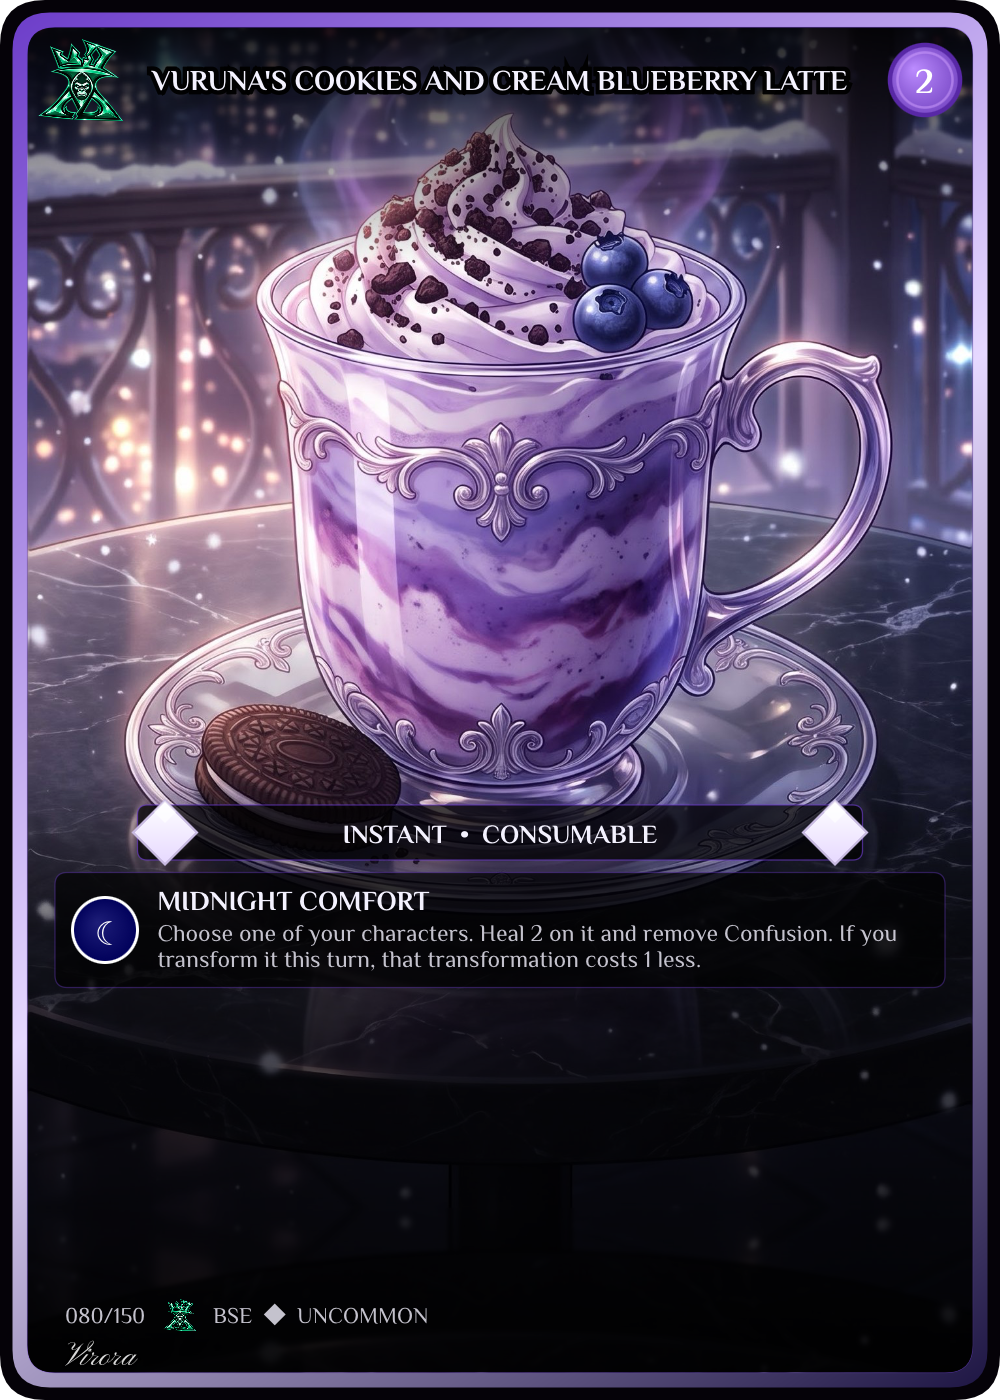 VURUNA'S COOKIES AND CREAM BLUEBERRY LATTE
2
INSTANT • CONSUMABLE
MIDNIGHT COMFORT
Choose one of your characters. Heal 2 on it and remove Confusion. If you
transform it this turn, that transformation costs 1 less.
080/150 BSE ◆ UNCOMMON
Virora